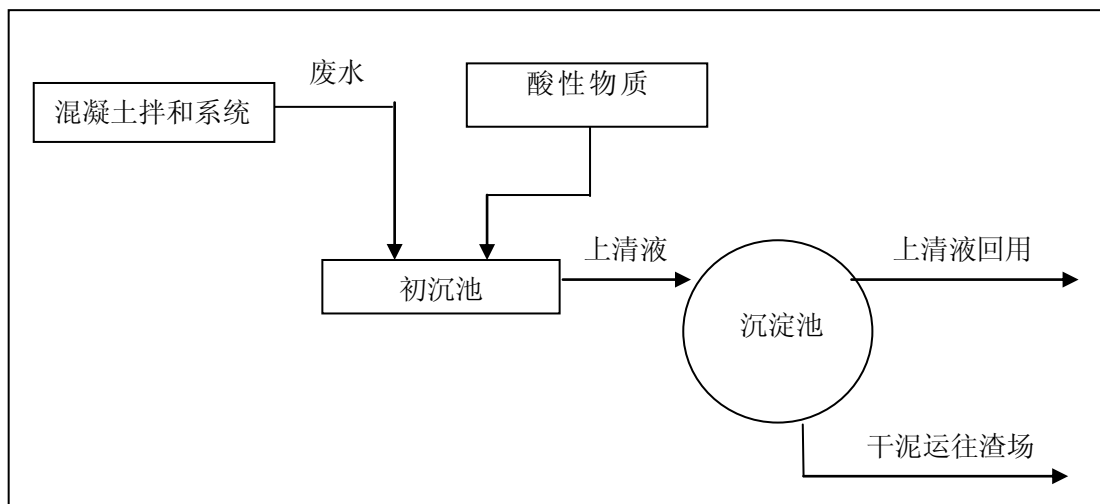 废水
酸性物质
混凝土拌和系统
上清液
上清液回用
初沉池
沉淀池
干泥运往渣场